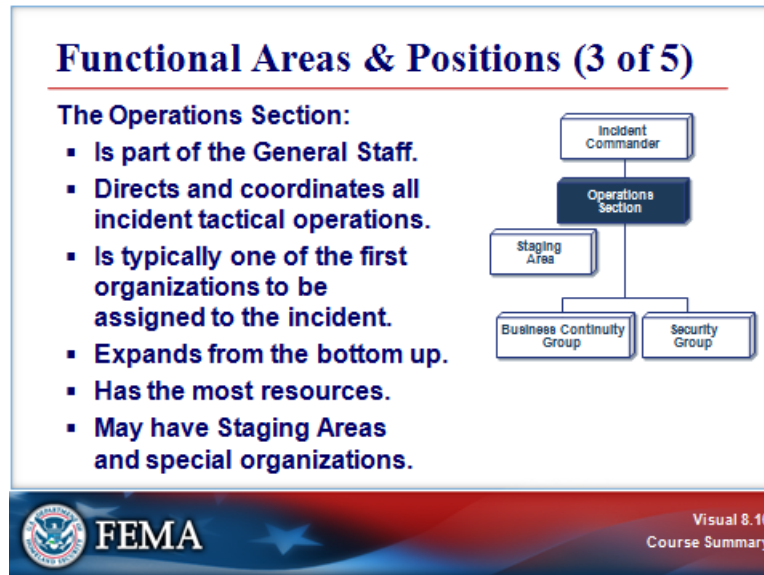 Functional Areas & Positions (3 of 5)
The Operations Section:
▪ Is part of the General Staff.
▪ Directs and coordinates all
incident tactical operations.
▪ Is typically one of the first
organizations to be
assigned to the incident.
▪ Expands from the bottom up.
▪ Has the most resources.
▪ May have Staging Areas
and special organizations.
Incident
Commander
Operations
Section
Staging
Area
Business Continuity
Group
Security
Group
FEMA
Visual 8.1
Course Summary